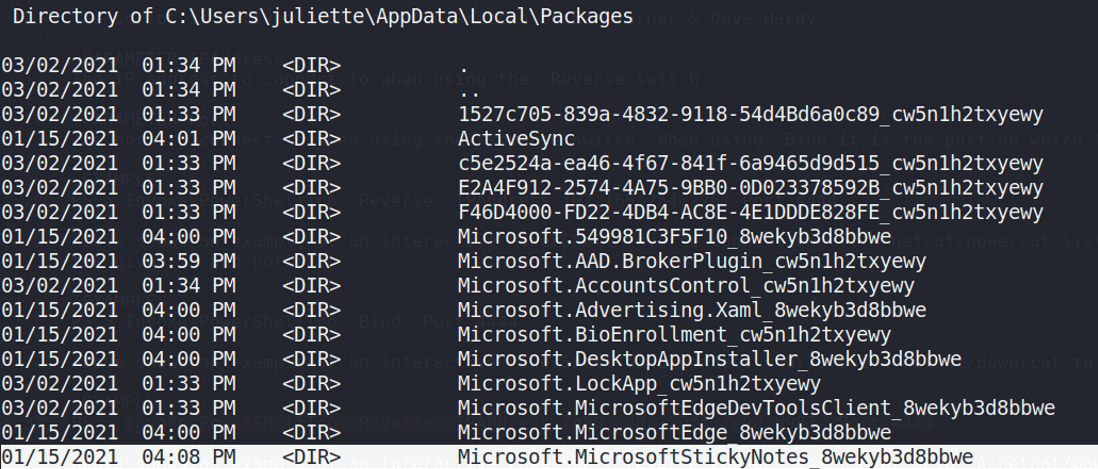 Directory of C:\Users\juliette\AppData\Local\Packages
03/02/2021 01:34 PM <DIR> .
03/02/2021 01:34 PM <DIR> ..
03/02/2021 01:33 PM <DIR> 1527c705-839a-4832-9118-54d4Bd6a0c89_cw5n1h2txyewy
01/15/2021 04:01 PM <DIR> ActiveSync
03/02/2021 01:33 PM <DIR> c5e2524a-ea46-4f67-841f-6a9465d9d515_cw5n1h2txyewy
03/02/2021 01:33 PM <DIR> E2A4F912-2574-4A75-9BB0-0D023378592B_cw5n1h2txyewy
03/02/2021 01:33 PM <DIR> F46D4000-FD22-4DB4-AC8E-4E1DDDE828FE_cw5n1h2txyewy
01/15/2021 04:00 PM <DIR> Microsoft.549981C3F5F10_8wekyb3d8bbwe
01/15/2021 03:59 PM <DIR> Microsoft.AAD.BrokerPlugin_cw5n1h2txyewy
03/02/2021 01:34 PM <DIR> Microsoft.AccountsControl_cw5n1h2txyewy
01/15/2021 04:00 PM <DIR> Microsoft.Advertising.Xaml_8wekyb3d8bbwe
01/15/2021 04:00 PM <DIR> Microsoft.BioEnrollment_cw5n1h2txyewy
01/15/2021 04:00 PM <DIR> Microsoft.DesktopAppInstaller_8wekyb3d8bbwe
03/02/2021 01:33 PM <DIR> Microsoft.LockApp_cw5n1h2txyewy
03/02/2021 01:33 PM <DIR> Microsoft.MicrosoftEdgeDevToolsClient_8wekyb3d8bbwe
01/15/2021 04:00 PM <DIR> Microsoft.MicrosoftEdge_8wekyb3d8bbwe
01/15/2021 04:08 PM <DIR> Microsoft.MicrosoftStickyNotes_8wekyb3d8bbwe